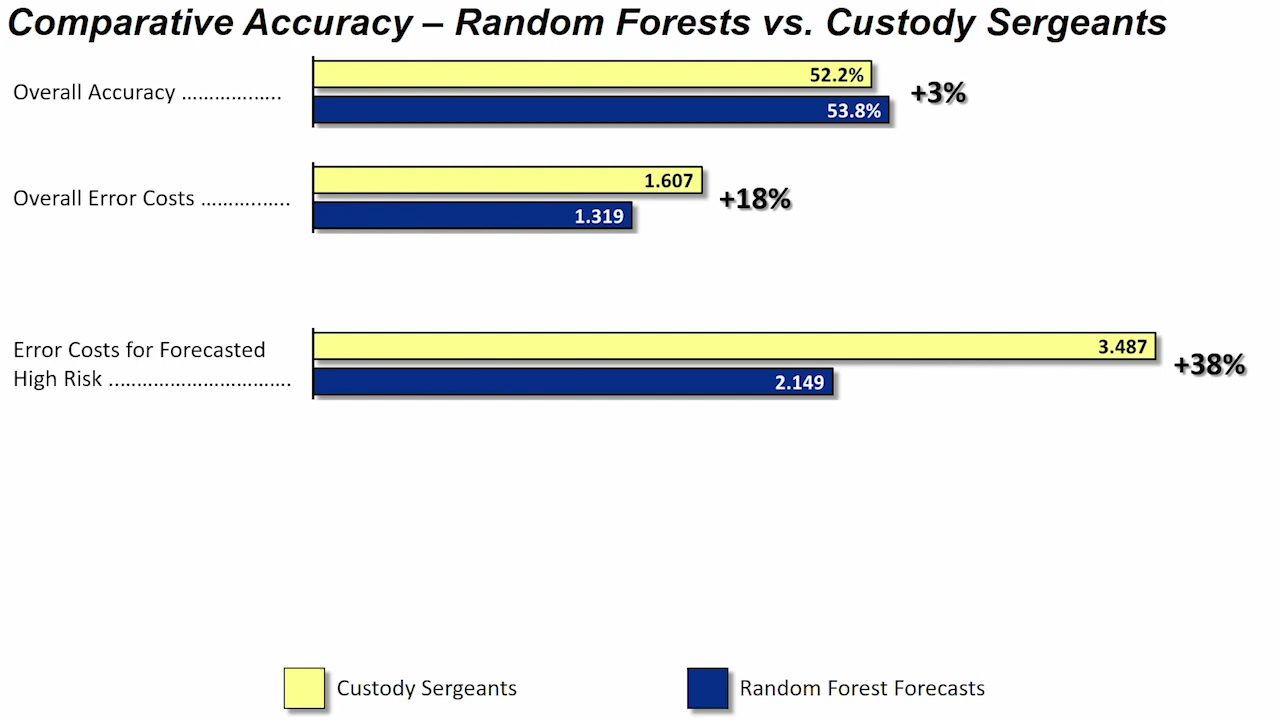 Comparative Accuracy – Random Forests vs. Custody Sergeants
52.2%
Overall Accuracy ………….…..
+3%
53.8%
1.607
Overall Error Costs ………..…..
+18%
1.319
3.487
Error Costs for Forecasted
+38%
High Risk ..………………………….
2.149
Custody Sergeants
Random Forest Forecasts